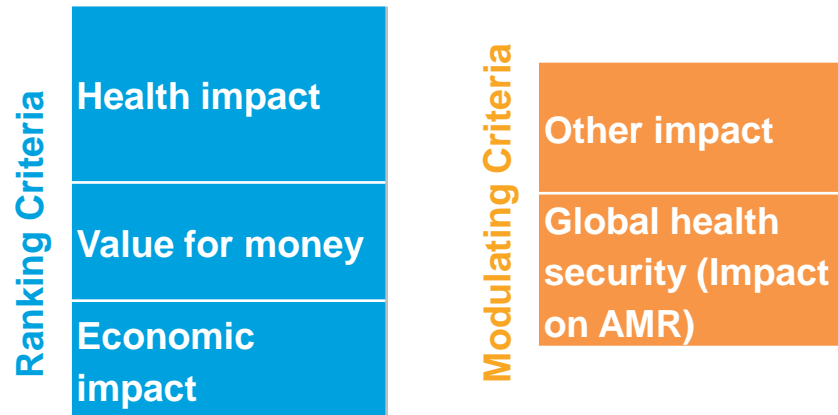 Ranking Criteria
Health impact
Value for money
Economic
impact
Modulating Criteria
Other impact
Global health
security (Impact
on AMR)